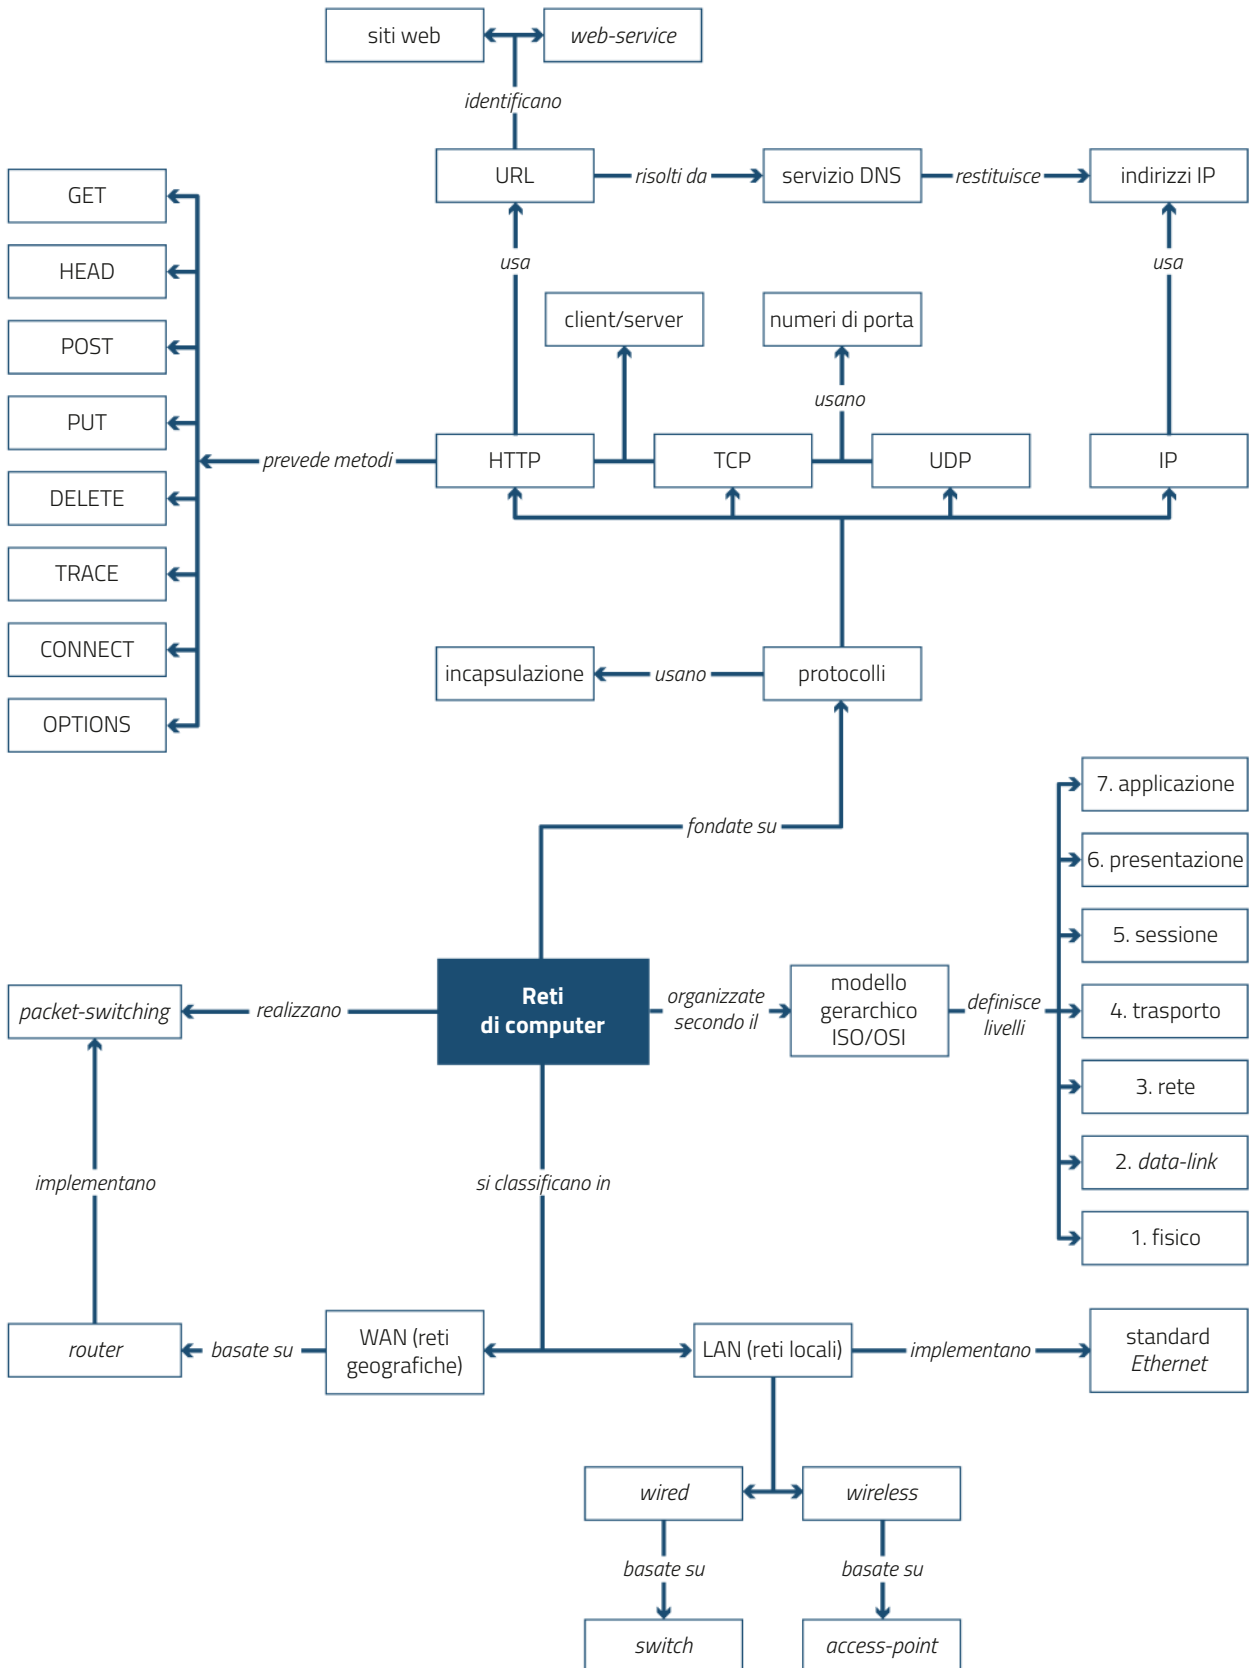 siti web
web-service
identificano
URL
risolti da
servizio DNS
restituisce
indirizzi IP
GET
HEAD
POST
PUT
DELETE
TRACE
CONNECT
OPTIONS
usa
usa
client/server
numeri di porta
usano
prevede metodi
HTTP
TCP
UDP
IP
incapsulazione
usano
protocolli
fondate su
7. applicazione
6. presentazione
5. sessione
4. trasporto
3. rete
2. data-link
1. fisico
packet-switching
realizzano
Reti
di computer
organizzate
secondo il
modello
gerarchico
ISO/OSI
definisce
livelli
implementano
si classificano in
router
basate su
WAN (reti
geografiche)
LAN (reti locali)
implementano
standard
Ethernet
wired
wireless
basate su
basate su
switch
access-point